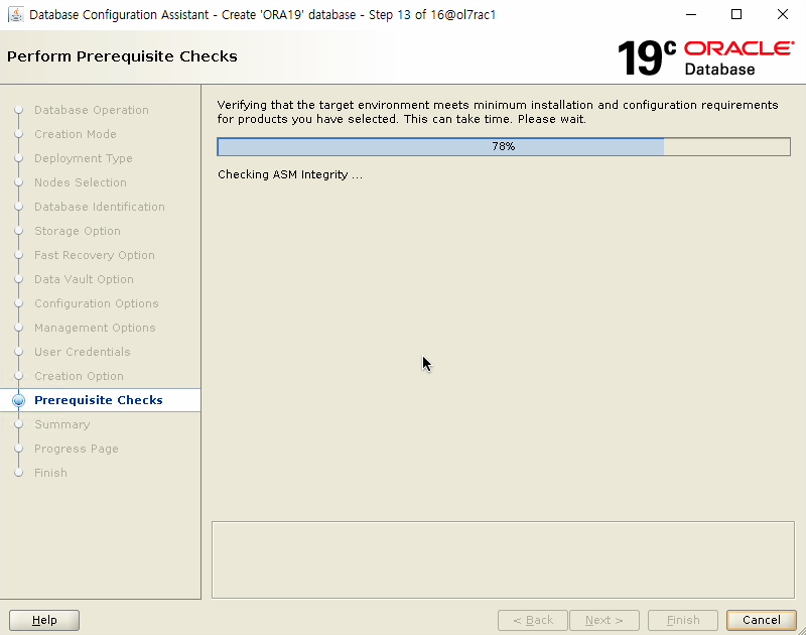 Database Configuration Assistant - Create 'ORA19' database - Step 13 of 16@ol7rac1
Perform Prerequisite Checks
19c ORACLE
Database
Database Operation
Creation Mode
Deployment Type
Nodes Selection
Database Identification
Storage Option
Fast Recovery Option
Data Vault Option
Configuration Options
Management Options
User Credentials
Creation Option
Prerequisite Checks
Summary
Progress Page
Finish
Verifying that the target environment meets minimum installation and configuration requirements
for products you have selected. This can take time. Please wait.
78%
Checking ASM Integrity ...
Help
< Back
Next >
Finish
Cancel